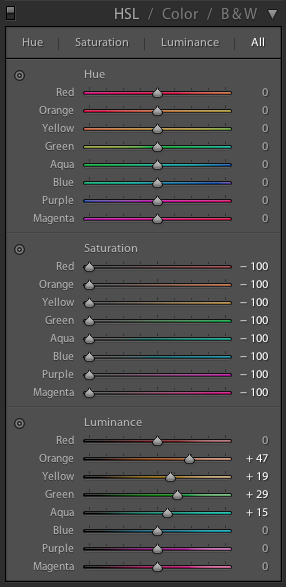 HSL / Color / B & W
Hue | Saturation | Luminance | All
Hue
Red 0
Orange 0
Yellow 0
Green 0
Aqua 0
Blue 0
Purple 0
Magenta 0
Saturation
Red – 100
Orange – 100
Yellow – 100
Green – 100
Aqua – 100
Blue – 100
Purple – 100
Magenta – 100
Luminance
Red 0
Orange + 47
Yellow + 19
Green + 29
Aqua + 15
Blue 0
Purple 0
Magenta 0